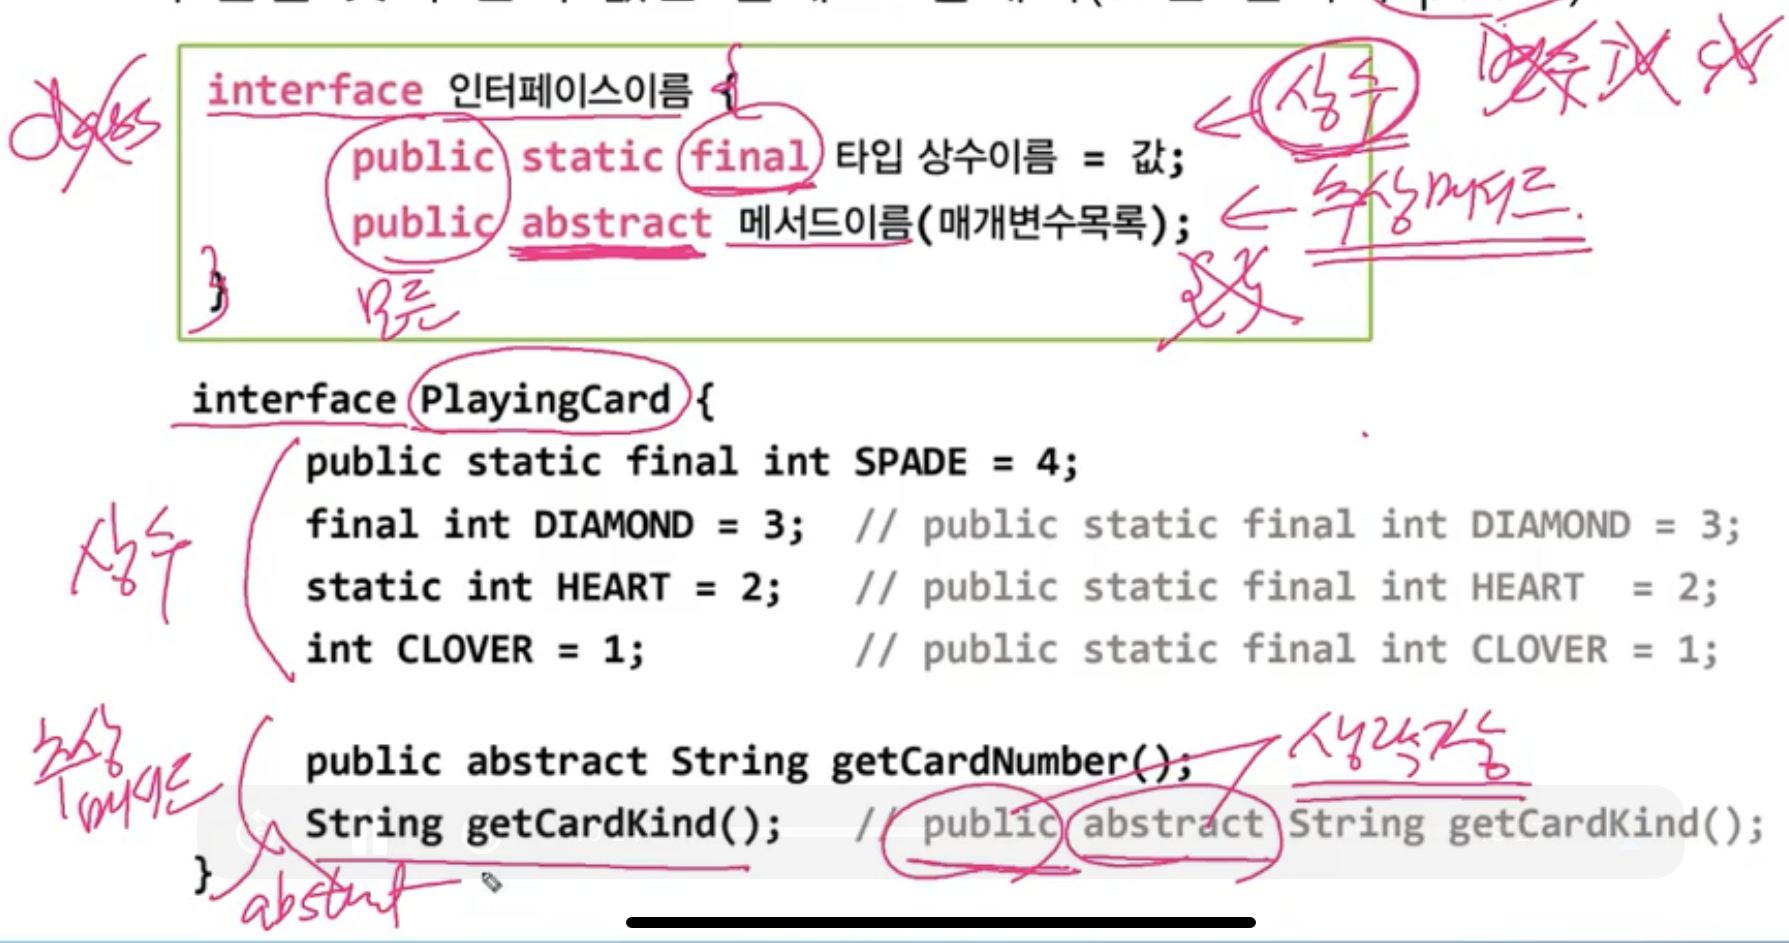 class
interface 인터페이스이름 {
상수
변수 IV CV
public static final 타입 상수이름 = 값;
public abstract 메서드이름(매개변수목록);
추상메서드.
}
모든
{}
interface PlayingCard {
상수
public static final int SPADE = 4;
final int DIAMOND = 3; // public static final int DIAMOND = 3;
static int HEART = 2; // public static final int HEART = 2;
int CLOVER = 1; // public static final int CLOVER = 1;
추상
메서드
public abstract String getCardNumber();
생략가능
String getCardKind(); // public abstract String getCardKind();
}